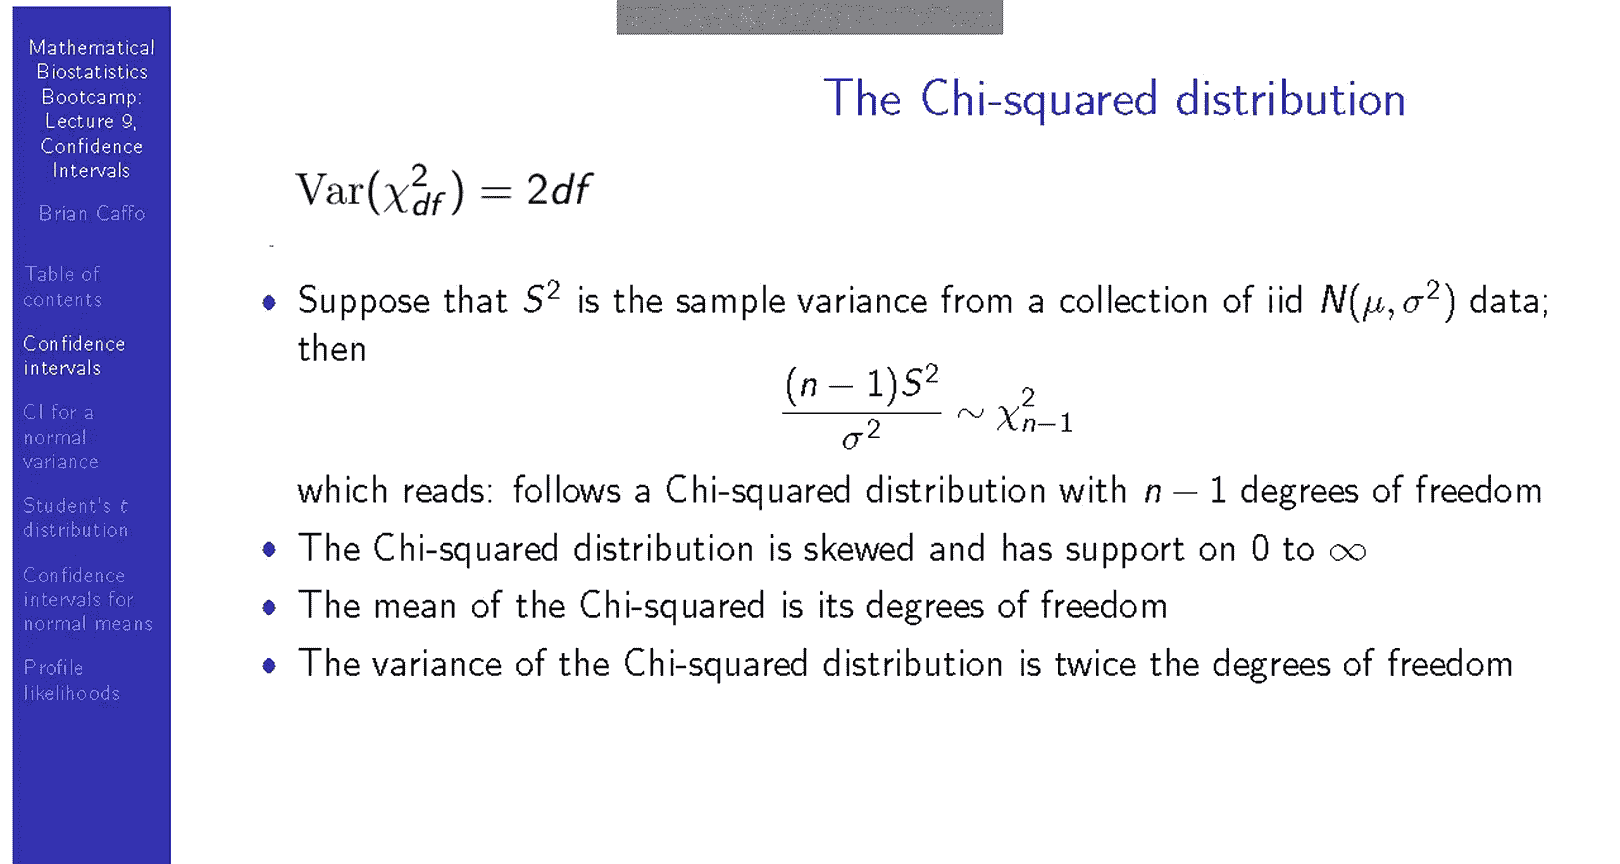 Mathematical
Biostatistics
Bootcamp:
Lecture 9,
Confidence
Intervals
Brian Caffo
Table of
contents
Confidence
intervals
CI for a
normal
variance
Student's t
distribution
Confidence
intervals for
normal means
Profile
likelihoods
The Chi-squared distribution
Var(χ²_df) = 2df
• Suppose that S² is the sample variance from a collection of iid N(μ, σ²) data;
then
(n − 1)S² / σ² ∼ χ²_{n−1}
which reads: follows a Chi-squared distribution with n − 1 degrees of freedom
• The Chi-squared distribution is skewed and has support on 0 to ∞
• The mean of the Chi-squared is its degrees of freedom
• The variance of the Chi-squared distribution is twice the degrees of freedom